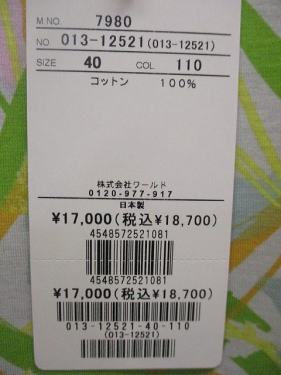 M.NO. 7980
NO. 013-12521(013-12521)
SIZE 40 COL 110
コットン 100%
株式会社ワールド
0120-977-917
日本製
¥17,000(税込¥18,700)
4548572521081
4548572521081
¥17,000(税込¥18,700)
013-12521-40-110
(013-12521)